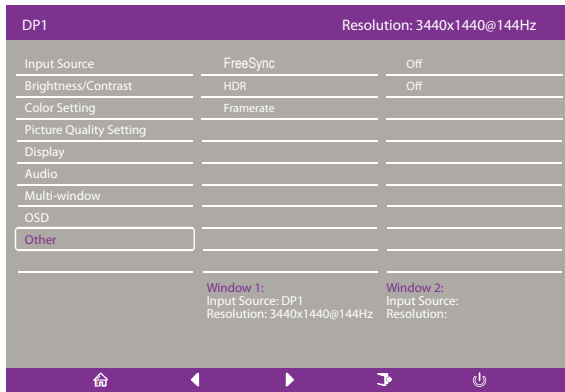 DP1 Resolution: 3440x1440@144Hz
Input Source FreeSync Off
Brightness/Contrast HDR Off
Color Setting Framerate
Picture Quality Setting
Display
Audio
Multi-window
OSD
Other
Window 1: Window 2:
Input Source: DP1 Input Source:
Resolution: 3440x1440@144Hz Resolution: